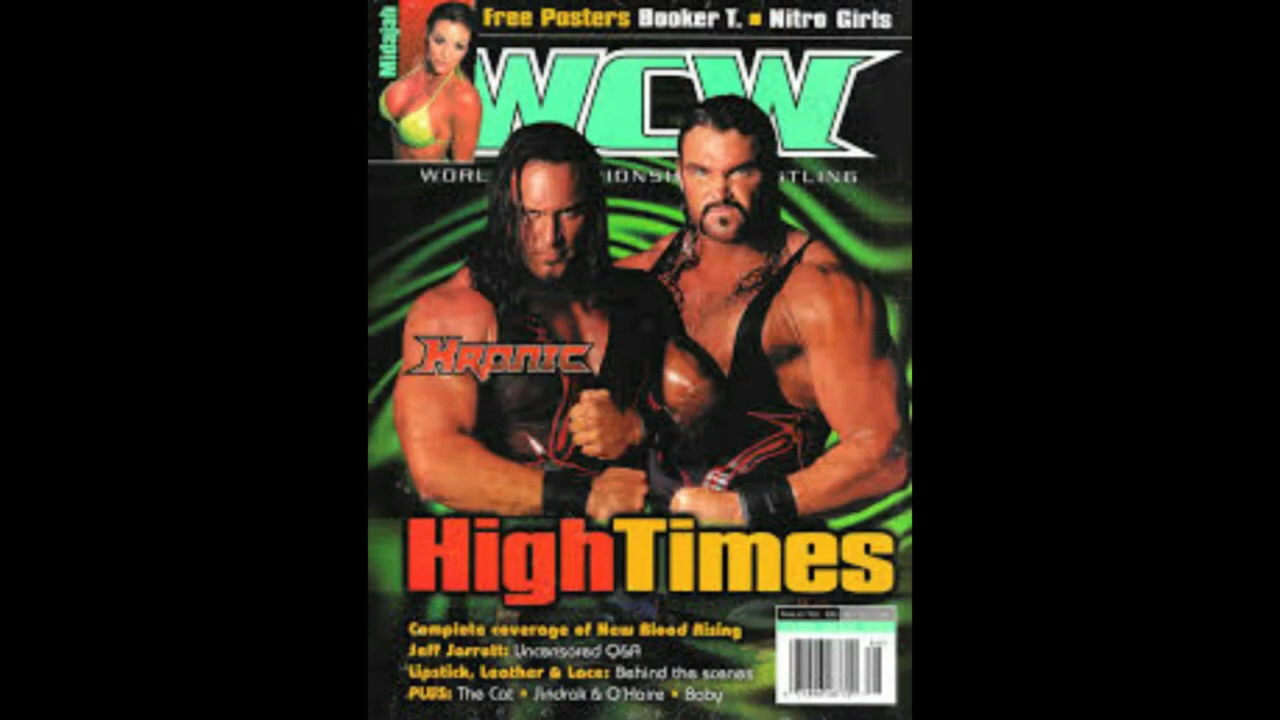 Midajah
Free Posters Booker T. ▪ Nitro Girls
WCW
KRONIC
HighTimes
Complete coverage of New Blood Rising
Jeff Jarrett: Uncensored Q&A
Lipstick, Leather & Lace: Behind the scenes
PLUS: The Cat • Jindrak & O'Haire • Baby